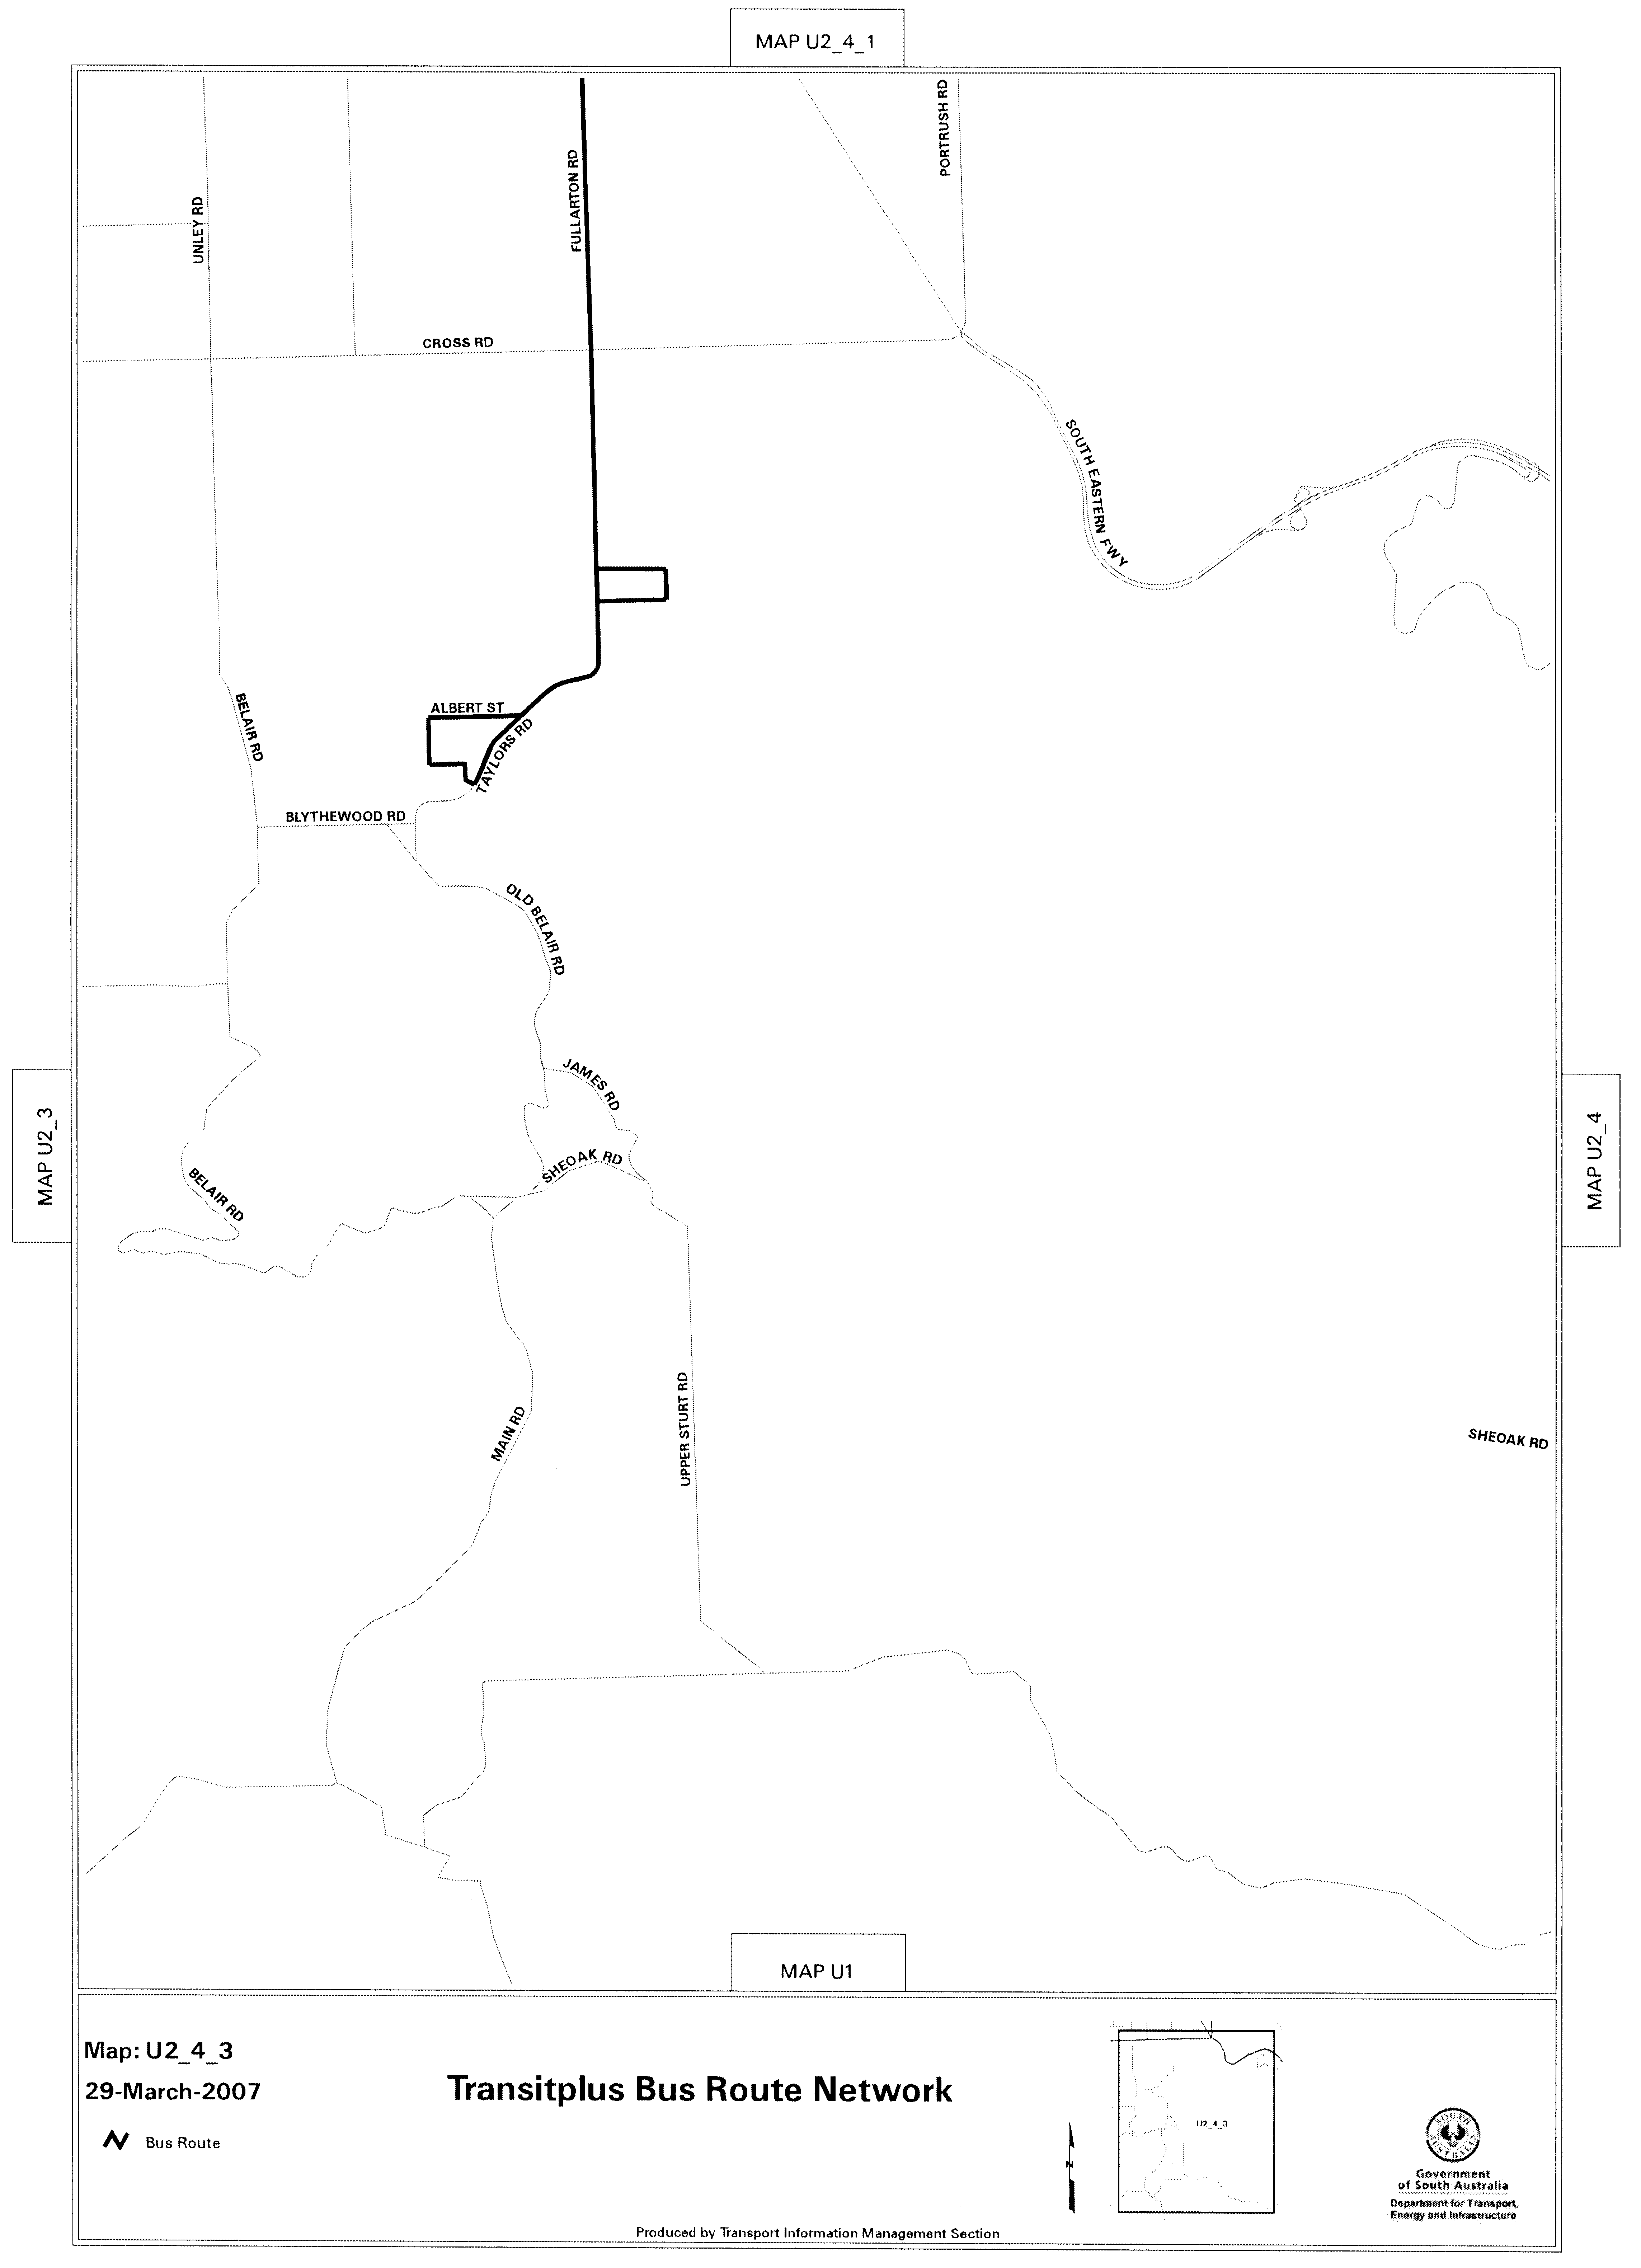 MAP U2_4_1
PORTRUSH RD
FULLARTON RD
UNLEY RD
CROSS RD
SOUTH EASTERN FWY
BELAIR RD
ALBERT ST
TAYLORS RD
BLYTHEWOOD RD
OLD BELAIR RD
JAMES RD
MAP U2_3
MAP U2_4
SHEOAK RD
BELAIR RD
MAIN RD
UPPER STURT RD
SHEOAK RD
MAP U1
Map: U2_4_3
29-March-2007
Bus Route
Transitplus Bus Route Network
N
U2_4_3
SOUTH
AUSTRALIA
Government
of South Australia
Department for Transport,
Energy and Infrastructure
Produced by Transport Information Management Section